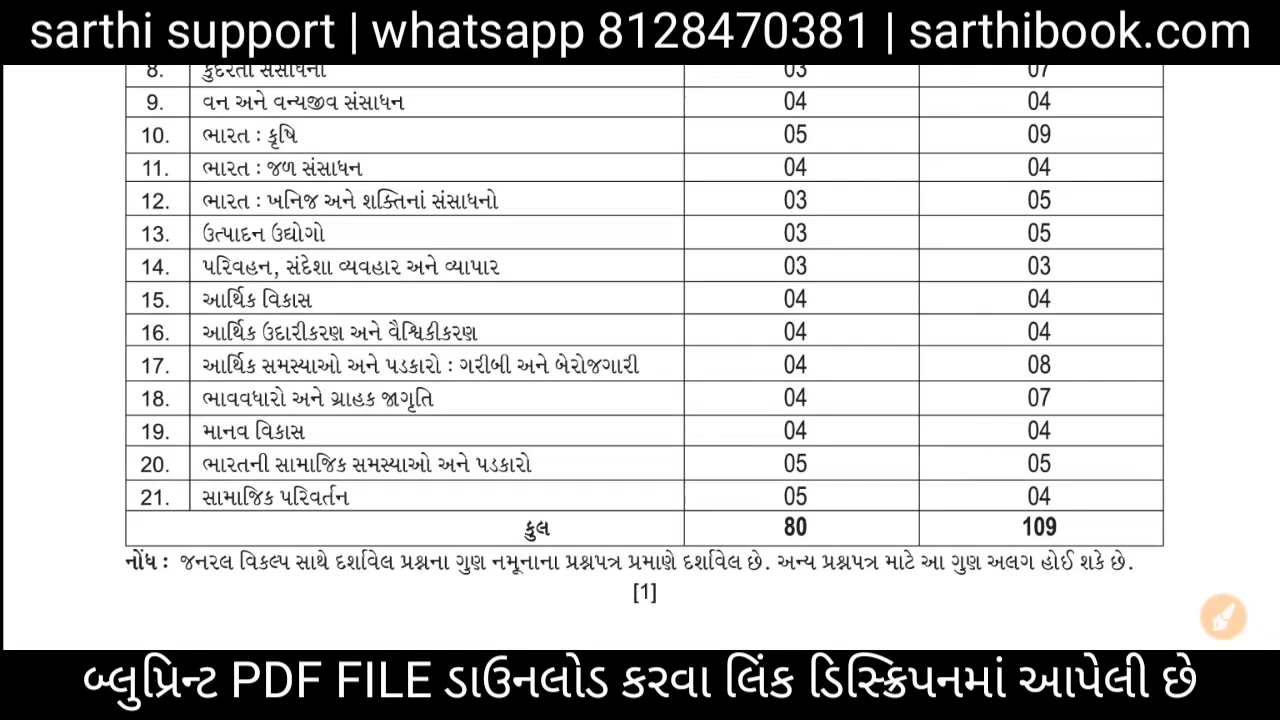 sarthi support | whatsapp 8128470381 | sarthibook.com
8. કુદરતી સંસાધનો 03 07
9. વન અને વન્યજીવ સંસાધન 04 04
10. ભારત : કૃષિ 05 09
11. ભારત : જળ સંસાધન 04 04
12. ભારત : ખનિજ અને શક્તિનાં સંસાધનો 03 05
13. ઉત્પાદન ઉદ્યોગો 03 05
14. પરિવહન, સંદેશા વ્યવહાર અને વ્યાપાર 03 03
15. આર્થિક વિકાસ 04 04
16. આર્થિક ઉદારીકરણ અને વૈશ્વિકીકરણ 04 04
17. આર્થિક સમસ્યાઓ અને પડકારો : ગરીબી અને બેરોજગારી 04 08
18. ભાવવધારો અને ગ્રાહક જાગૃતિ 04 07
19. માનવ વિકાસ 04 04
20. ભારતની સામાજિક સમસ્યાઓ અને પડકારો 05 05
21. સામાજિક પરિવર્તન 05 04
કુલ 80 109
નોંધ : જનરલ વિકલ્પ સાથે દર્શાવેલ પ્રશ્નના ગુણ નમૂનાના પ્રશ્નપત્ર પ્રમાણે દર્શાવેલ છે. અન્ય પ્રશ્નપત્ર માટે આ ગુણ અલગ હોઈ શકે છે.
[1]
બ્લુપ્રિન્ટ PDF FILE ડાઉનલોડ કરવા લિંક ડિસ્ક્રિપનમાં આપેલી છે